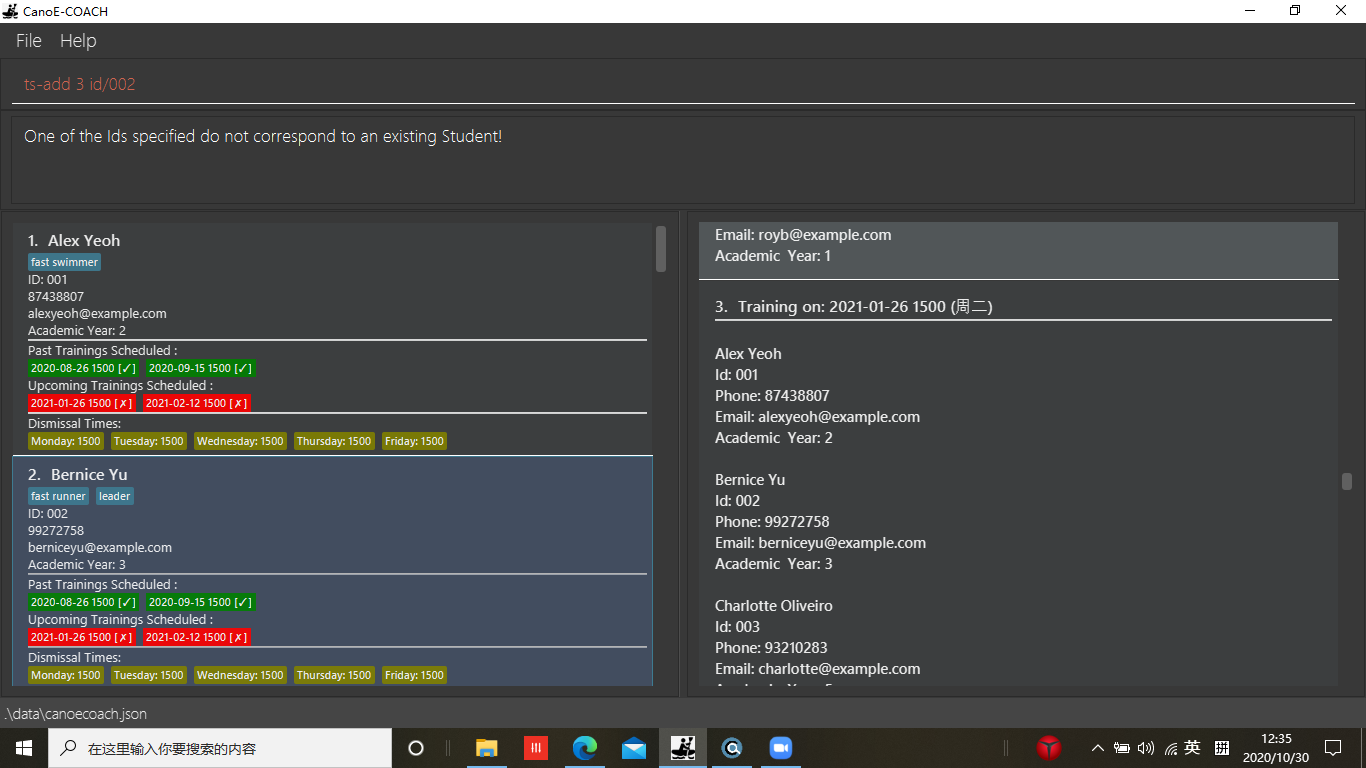 CanoE-COACH
File Help
ts-add 3 id/002
One of the Ids specified do not correspond to an existing Student!
1. Alex Yeoh
fast swimmer
ID: 001
87438807
alexyeoh@example.com
Academic Year: 2
Past Trainings Scheduled :
2020-08-26 1500 [✓] 2020-09-15 1500 [✓]
Upcoming Trainings Scheduled :
2021-01-26 1500 [✗] 2021-02-12 1500 [✗]
Dismissal Times:
Monday: 1500 Tuesday: 1500 Wednesday: 1500 Thursday: 1500 Friday: 1500
2. Bernice Yu
fast runner leader
ID: 002
99272758
berniceyu@example.com
Academic Year: 3
Past Trainings Scheduled :
2020-08-26 1500 [✓] 2020-09-15 1500 [✓]
Upcoming Trainings Scheduled :
2021-01-26 1500 [✗] 2021-02-12 1500 [✗]
Dismissal Times:
Monday: 1500 Tuesday: 1500 Wednesday: 1500 Thursday: 1500 Friday: 1500
Email: royb@example.com
Academic Year: 1
3. Training on: 2021-01-26 1500 (周二)
Alex Yeoh
Id: 001
Phone: 87438807
Email: alexyeoh@example.com
Academic Year: 2
Bernice Yu
Id: 002
Phone: 99272758
Email: berniceyu@example.com
Academic Year: 3
Charlotte Oliveiro
Id: 003
Phone: 93210283
Email: charlotte@example.com
.\data\canoecoach.json
在这里输入你要搜索的内容
英 拼
12:35
2020/10/30